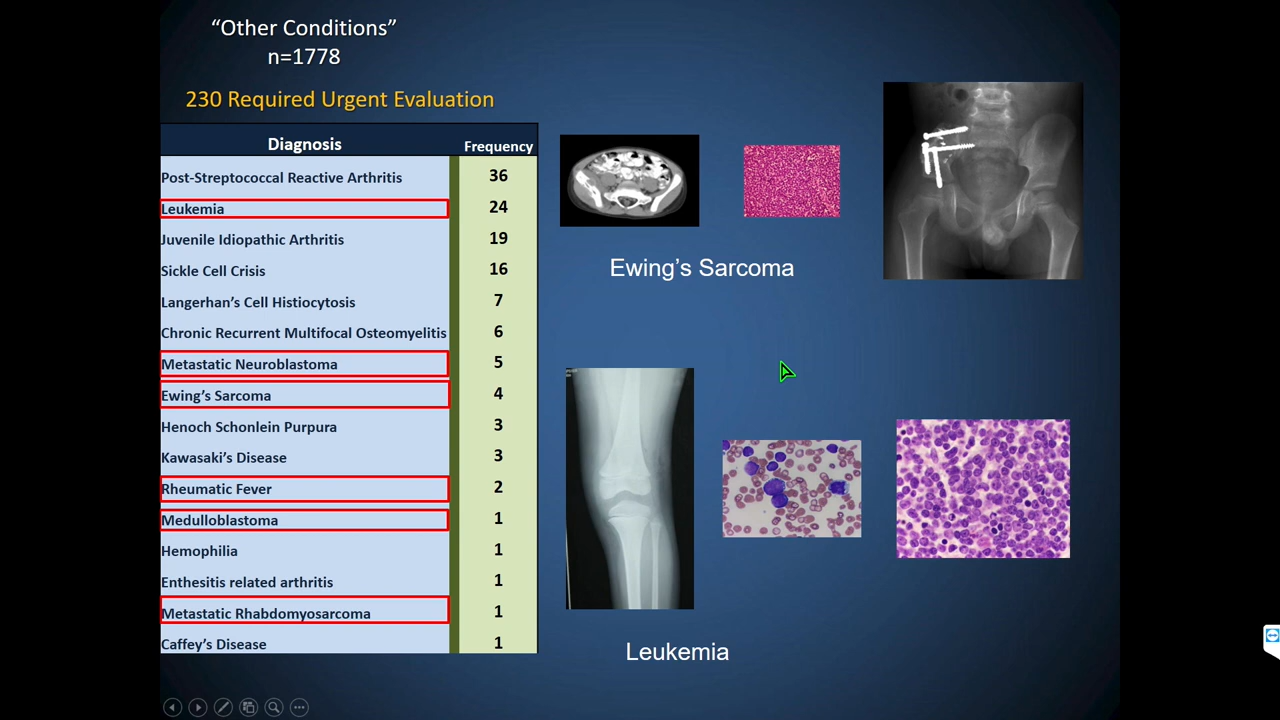 “Other Conditions”
n=1778
230 Required Urgent Evaluation
Diagnosis Frequency
Post-Streptococcal Reactive Arthritis 36
Leukemia 24
Juvenile Idiopathic Arthritis 19
Sickle Cell Crisis 16
Langerhan’s Cell Histiocytosis 7
Chronic Recurrent Multifocal Osteomyelitis 6
Metastatic Neuroblastoma 5
Ewing’s Sarcoma 4
Henoch Schonlein Purpura 3
Kawasaki’s Disease 3
Rheumatic Fever 2
Medulloblastoma 1
Hemophilia 1
Enthesitis related arthritis 1
Metastatic Rhabdomyosarcoma 1
Caffey’s Disease 1
Ewing’s Sarcoma
Leukemia